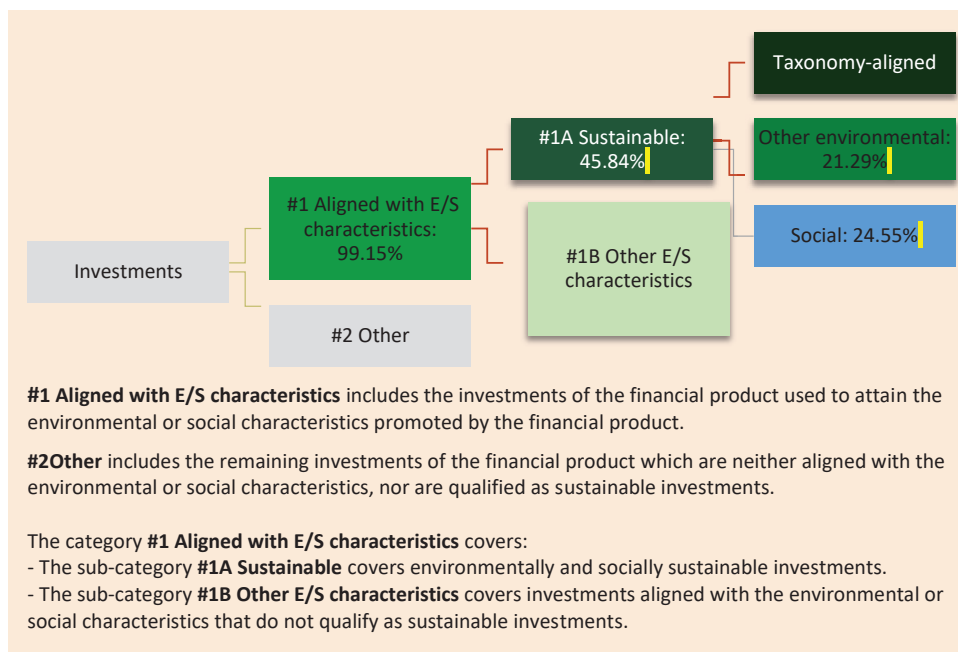 Taxonomy-aligned
#1A Sustainable:
45.84%
Other environmental:
21.29%
#1 Aligned with E/S
characteristics:
99.15%
Social: 24.55%
Investments
#1B Other E/S
characteristics
#2 Other
#1 Aligned with E/S characteristics includes the investments of the financial product used to attain the
environmental or social characteristics promoted by the financial product.
#2Other includes the remaining investments of the financial product which are neither aligned with the
environmental or social characteristics, nor are qualified as sustainable investments.
The category #1 Aligned with E/S characteristics covers:
- The sub-category #1A Sustainable covers environmentally and socially sustainable investments.
- The sub-category #1B Other E/S characteristics covers investments aligned with the environmental or
social characteristics that do not qualify as sustainable investments.